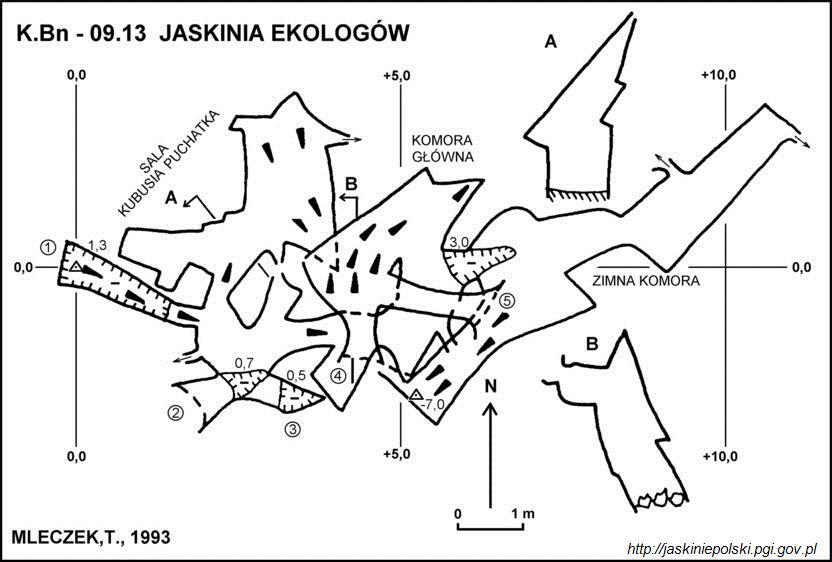 K.Bn - 09.13 JASKINIA EKOLOGÓW
0,0
+5,0
+10,0
A
SALA
KUBUSIA PUCHATKA
KOMORA
GŁÓWNA
A
B
1
1,3
3,0
0,0
0,0
ZIMNA KOMORA
5
B
0,7
0,5
4
2
3
-7,0
N
0,0
+5,0
+10,0
0 1 m
MLECZEK,T., 1993
http://jaskiniepolski.pgi.gov.pl